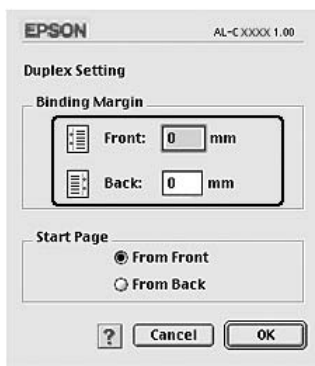 EPSON AL-C XXXX 1.00
Duplex Setting
Binding Margin
Front: 0 mm
Back: 0 mm
Start Page
From Front
From Back
? Cancel OK